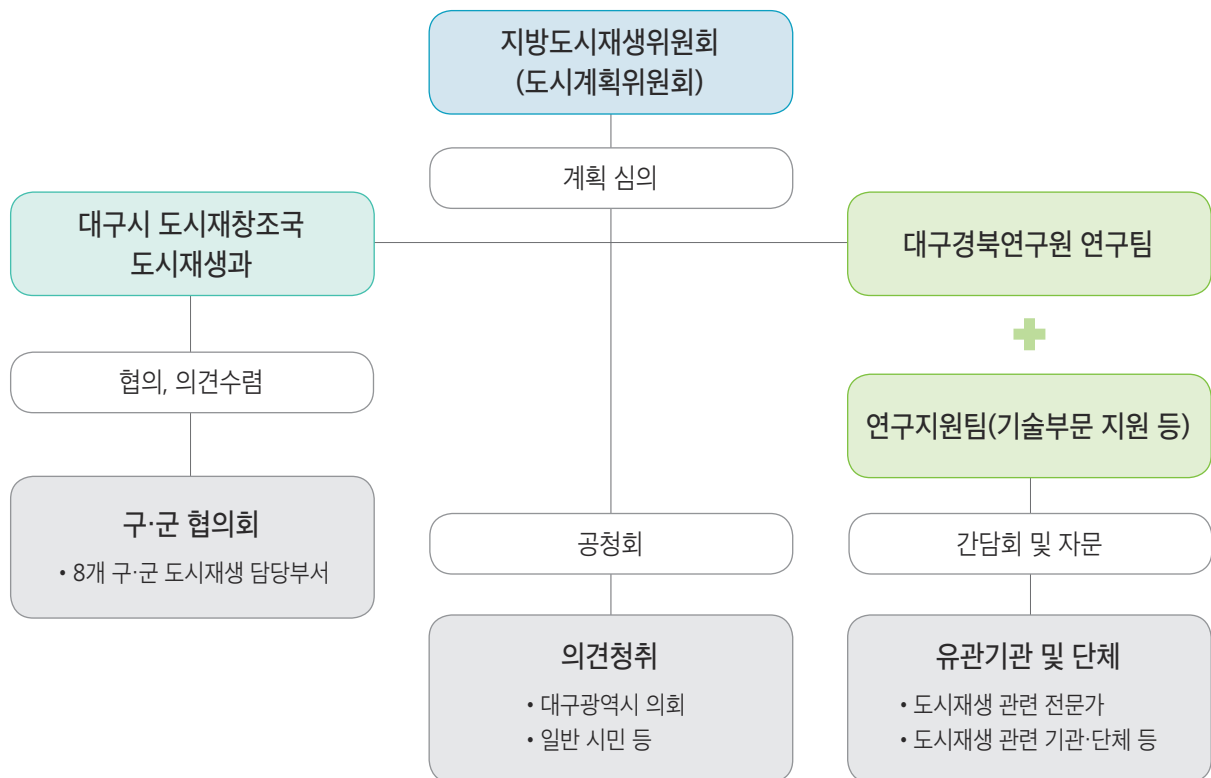 지방도시재생위원회
(도시계획위원회)
계획 심의
대구시 도시재창조국
도시재생과
대구경북연구원 연구팀
협의, 의견수렴
연구지원팀(기술부문 지원 등)
구·군 협의회
• 8개 구·군 도시재생 담당부서
공청회
간담회 및 자문
의견청취
• 대구광역시 의회
• 일반 시민 등
유관기관 및 단체
• 도시재생 관련 전문가
• 도시재생 관련 기관·단체 등